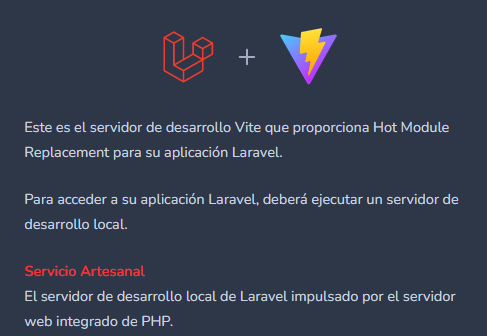 Este es el servidor de desarrollo Vite que proporciona Hot Module
Replacement para su aplicación Laravel.
Para acceder a su aplicación Laravel, deberá ejecutar un servidor de
desarrollo local.
Servicio Artesanal
El servidor de desarrollo local de Laravel impulsado por el servidor
web integrado de PHP.